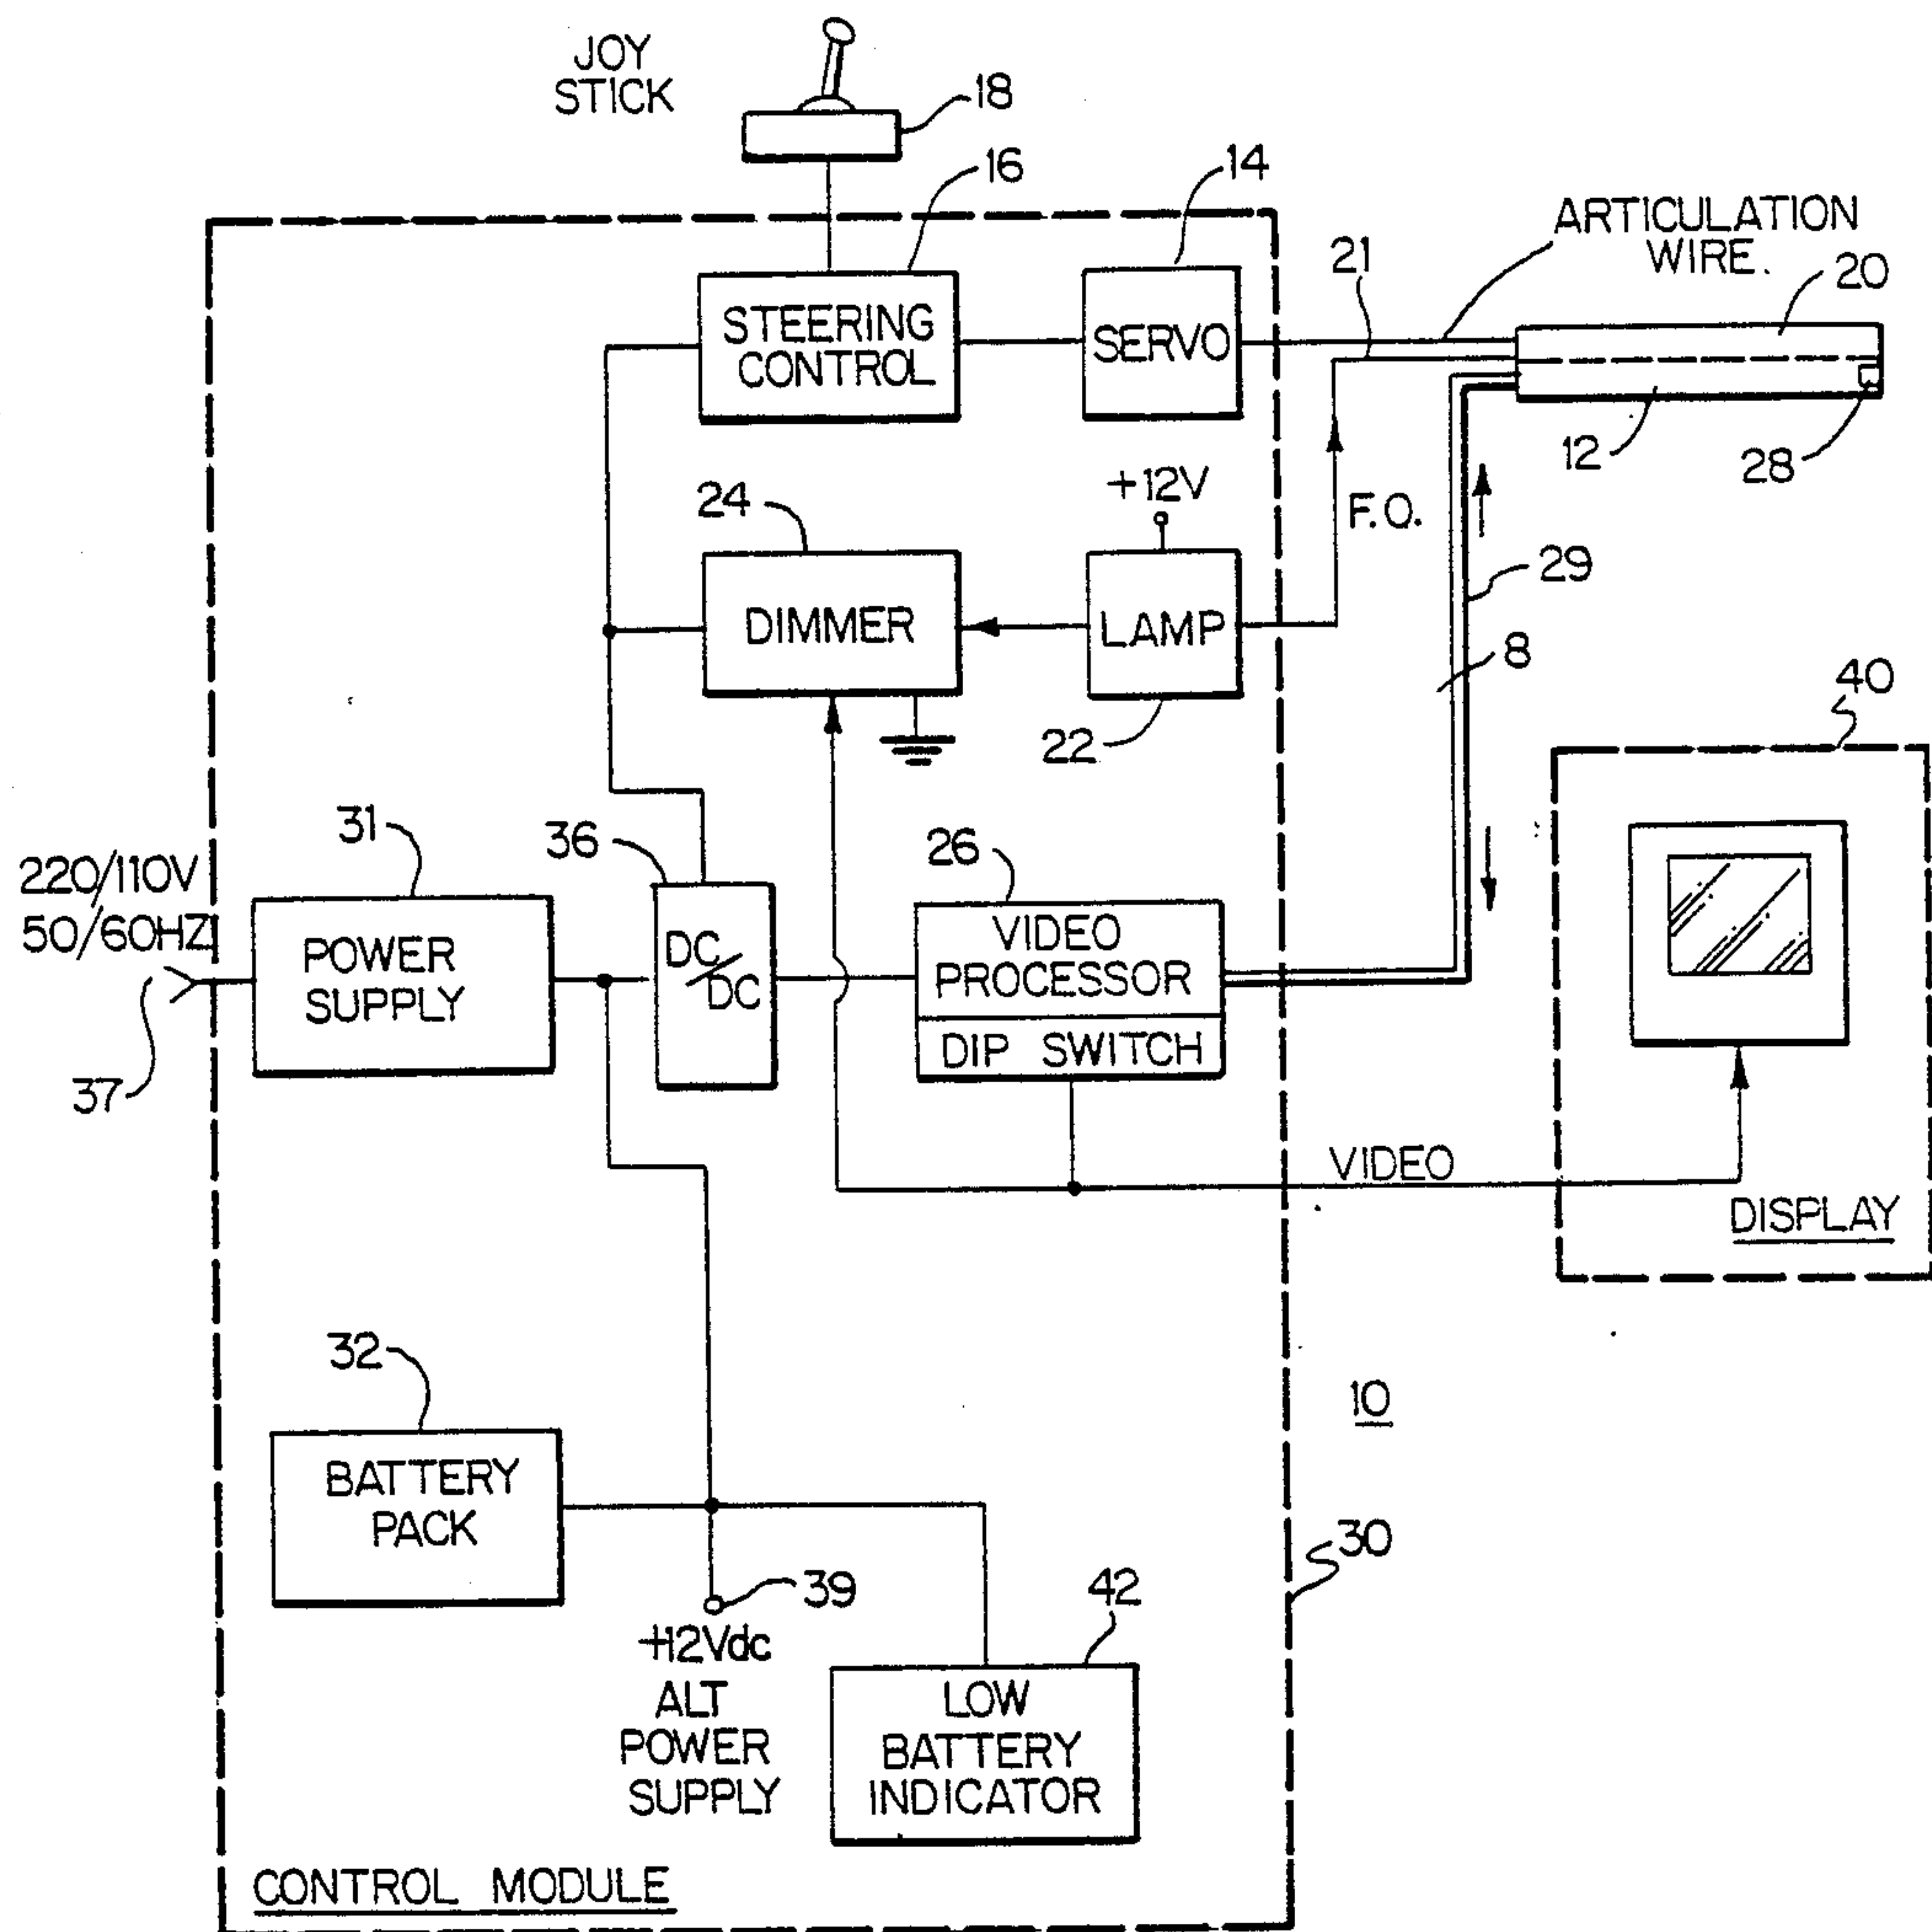 JOY
STICK
18
16
14
ARTICULATION
WIRE.
21
20
STEERING
CONTROL
SERVO
12
28
+12V
24
F.O.
29
DIMMER
LAMP
8
22
40
31
36
26
220/110V
50/60HZ
POWER
SUPPLY
DC/DC
VIDEO
PROCESSOR
DIP SWITCH
37
VIDEO
DISPLAY
32
10
BATTERY
PACK
30
39
42
+12Vdc
ALT
POWER
SUPPLY
LOW
BATTERY
INDICATOR
CONTROL MODULE